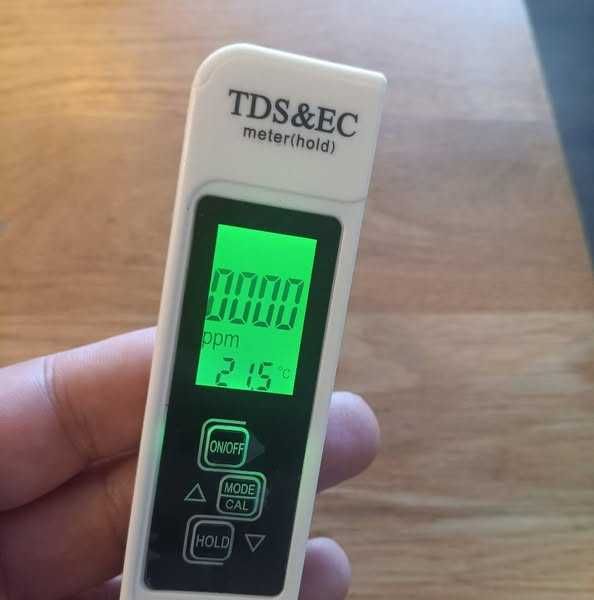 TDS&EC
meter(hold)
0000
ppm
21.5 °C
ON/OFF
MODE
CAL
HOLD